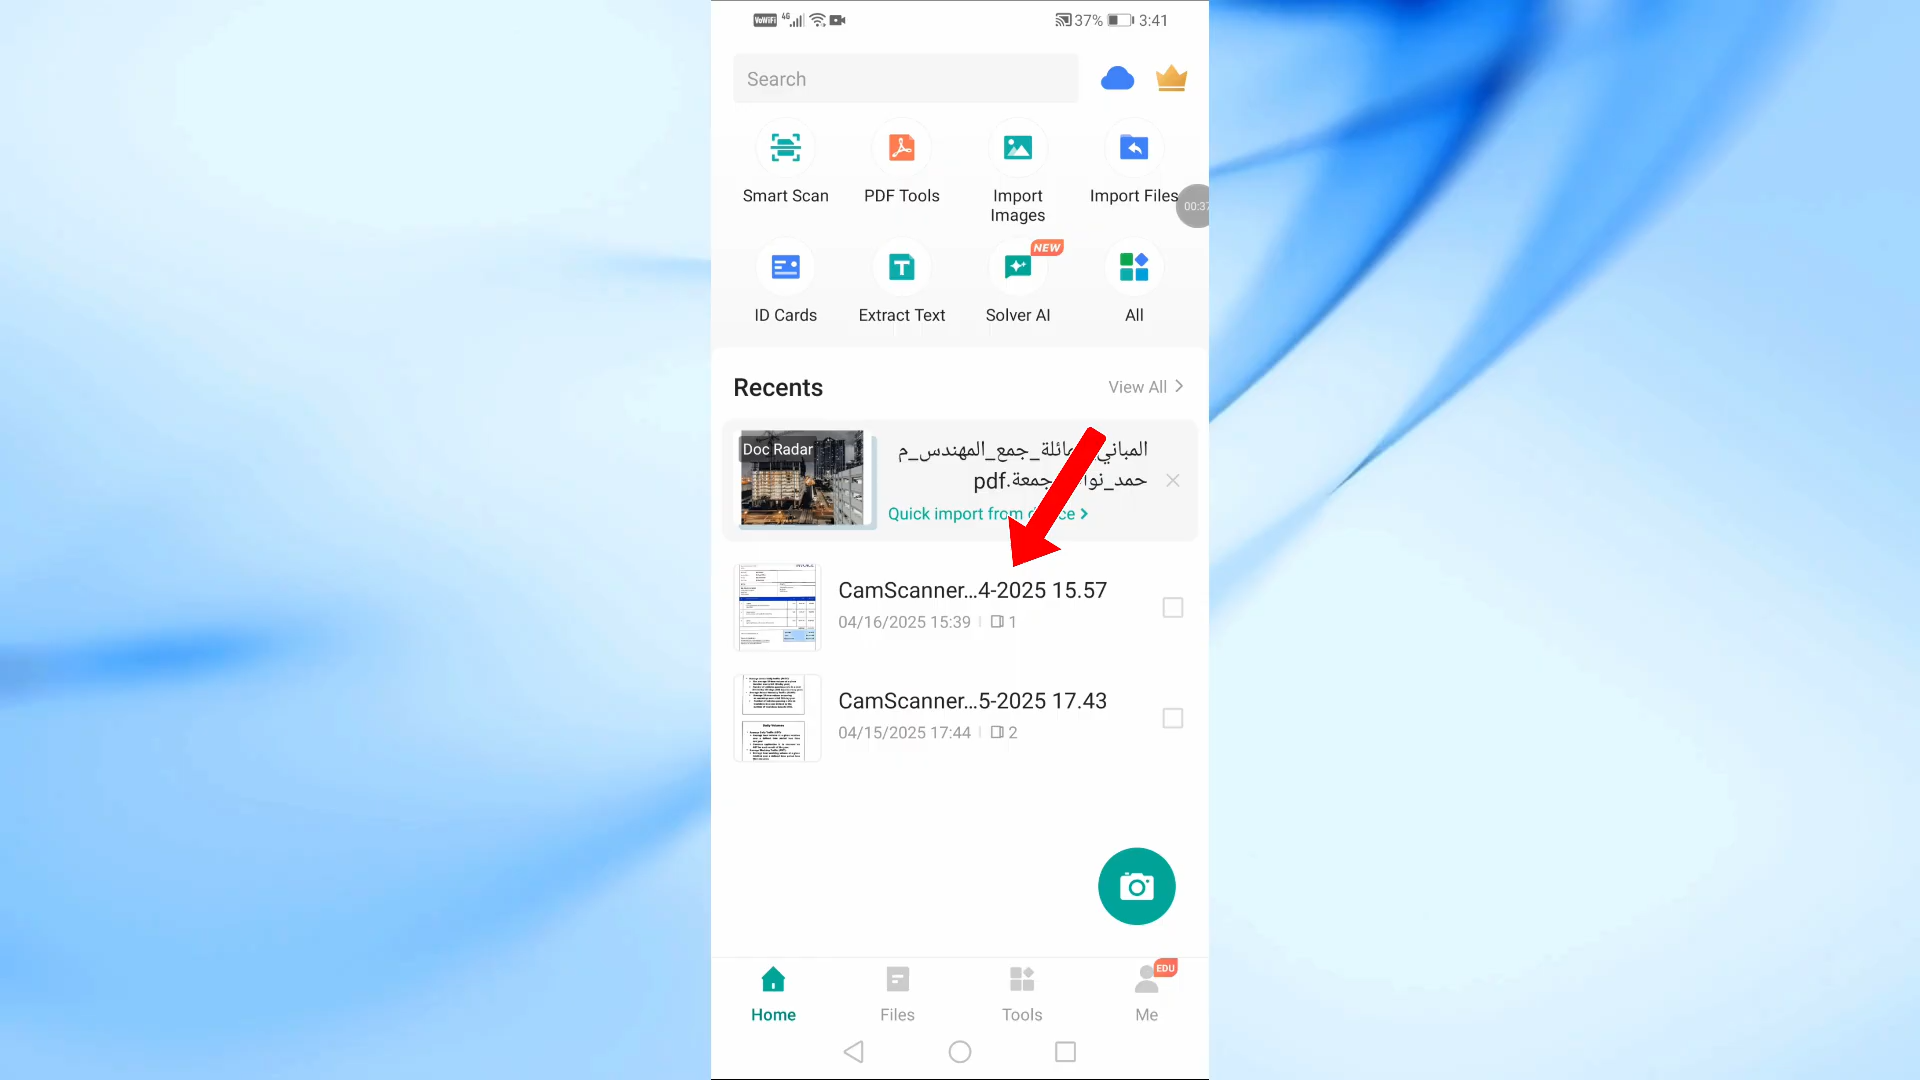 VoWiFi 4G 37% 3:41
Search
Smart Scan
PDF Tools
Import
Images
Import Files
00:37
NEW
ID Cards
Extract Text
Solver AI
All
Recents
View All
Doc Radar
جمع_المهندس_م
جمعة.pdf
Quick import from
CamScanner...4-2025 15.57
04/16/2025 15:39 1
CamScanner...5-2025 17.43
04/15/2025 17:44 2
EDU
Home
Files
Tools
Me